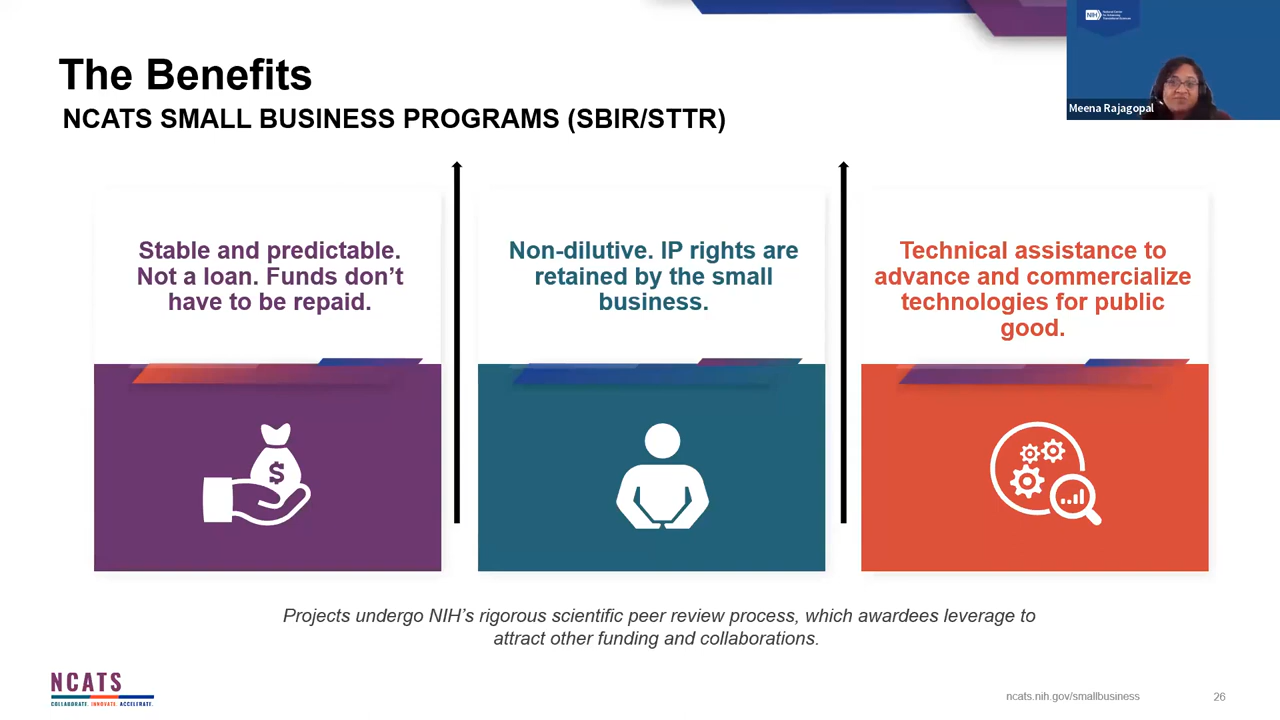 The Benefits
NCATS SMALL BUSINESS PROGRAMS (SBIR/STTR)
NIH
Meena Rajagopal
Stable and predictable.
Not a loan. Funds don’t
have to be repaid.
Non-dilutive. IP rights are
retained by the small
business.
Technical assistance to
advance and commercialize
technologies for public
good.
$
Projects undergo NIH’s rigorous scientific peer review process, which awardees leverage to
attract other funding and collaborations.
NCATS
COLLABORATE. INNOVATE. ACCELERATE.
ncats.nih.gov/smallbusiness
26